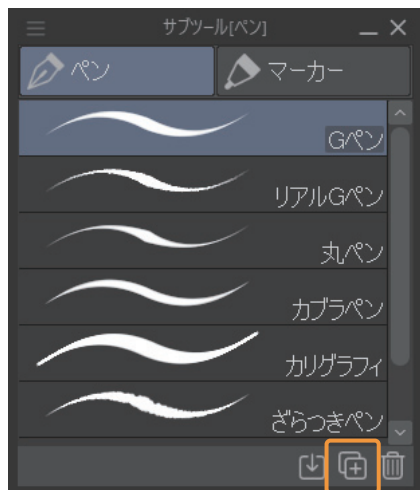 サブツール[ペン]
ペン
マーカー
Gペン
リアルGペン
丸ペン
カブラペン
カリグラフィ
ざらつきペン